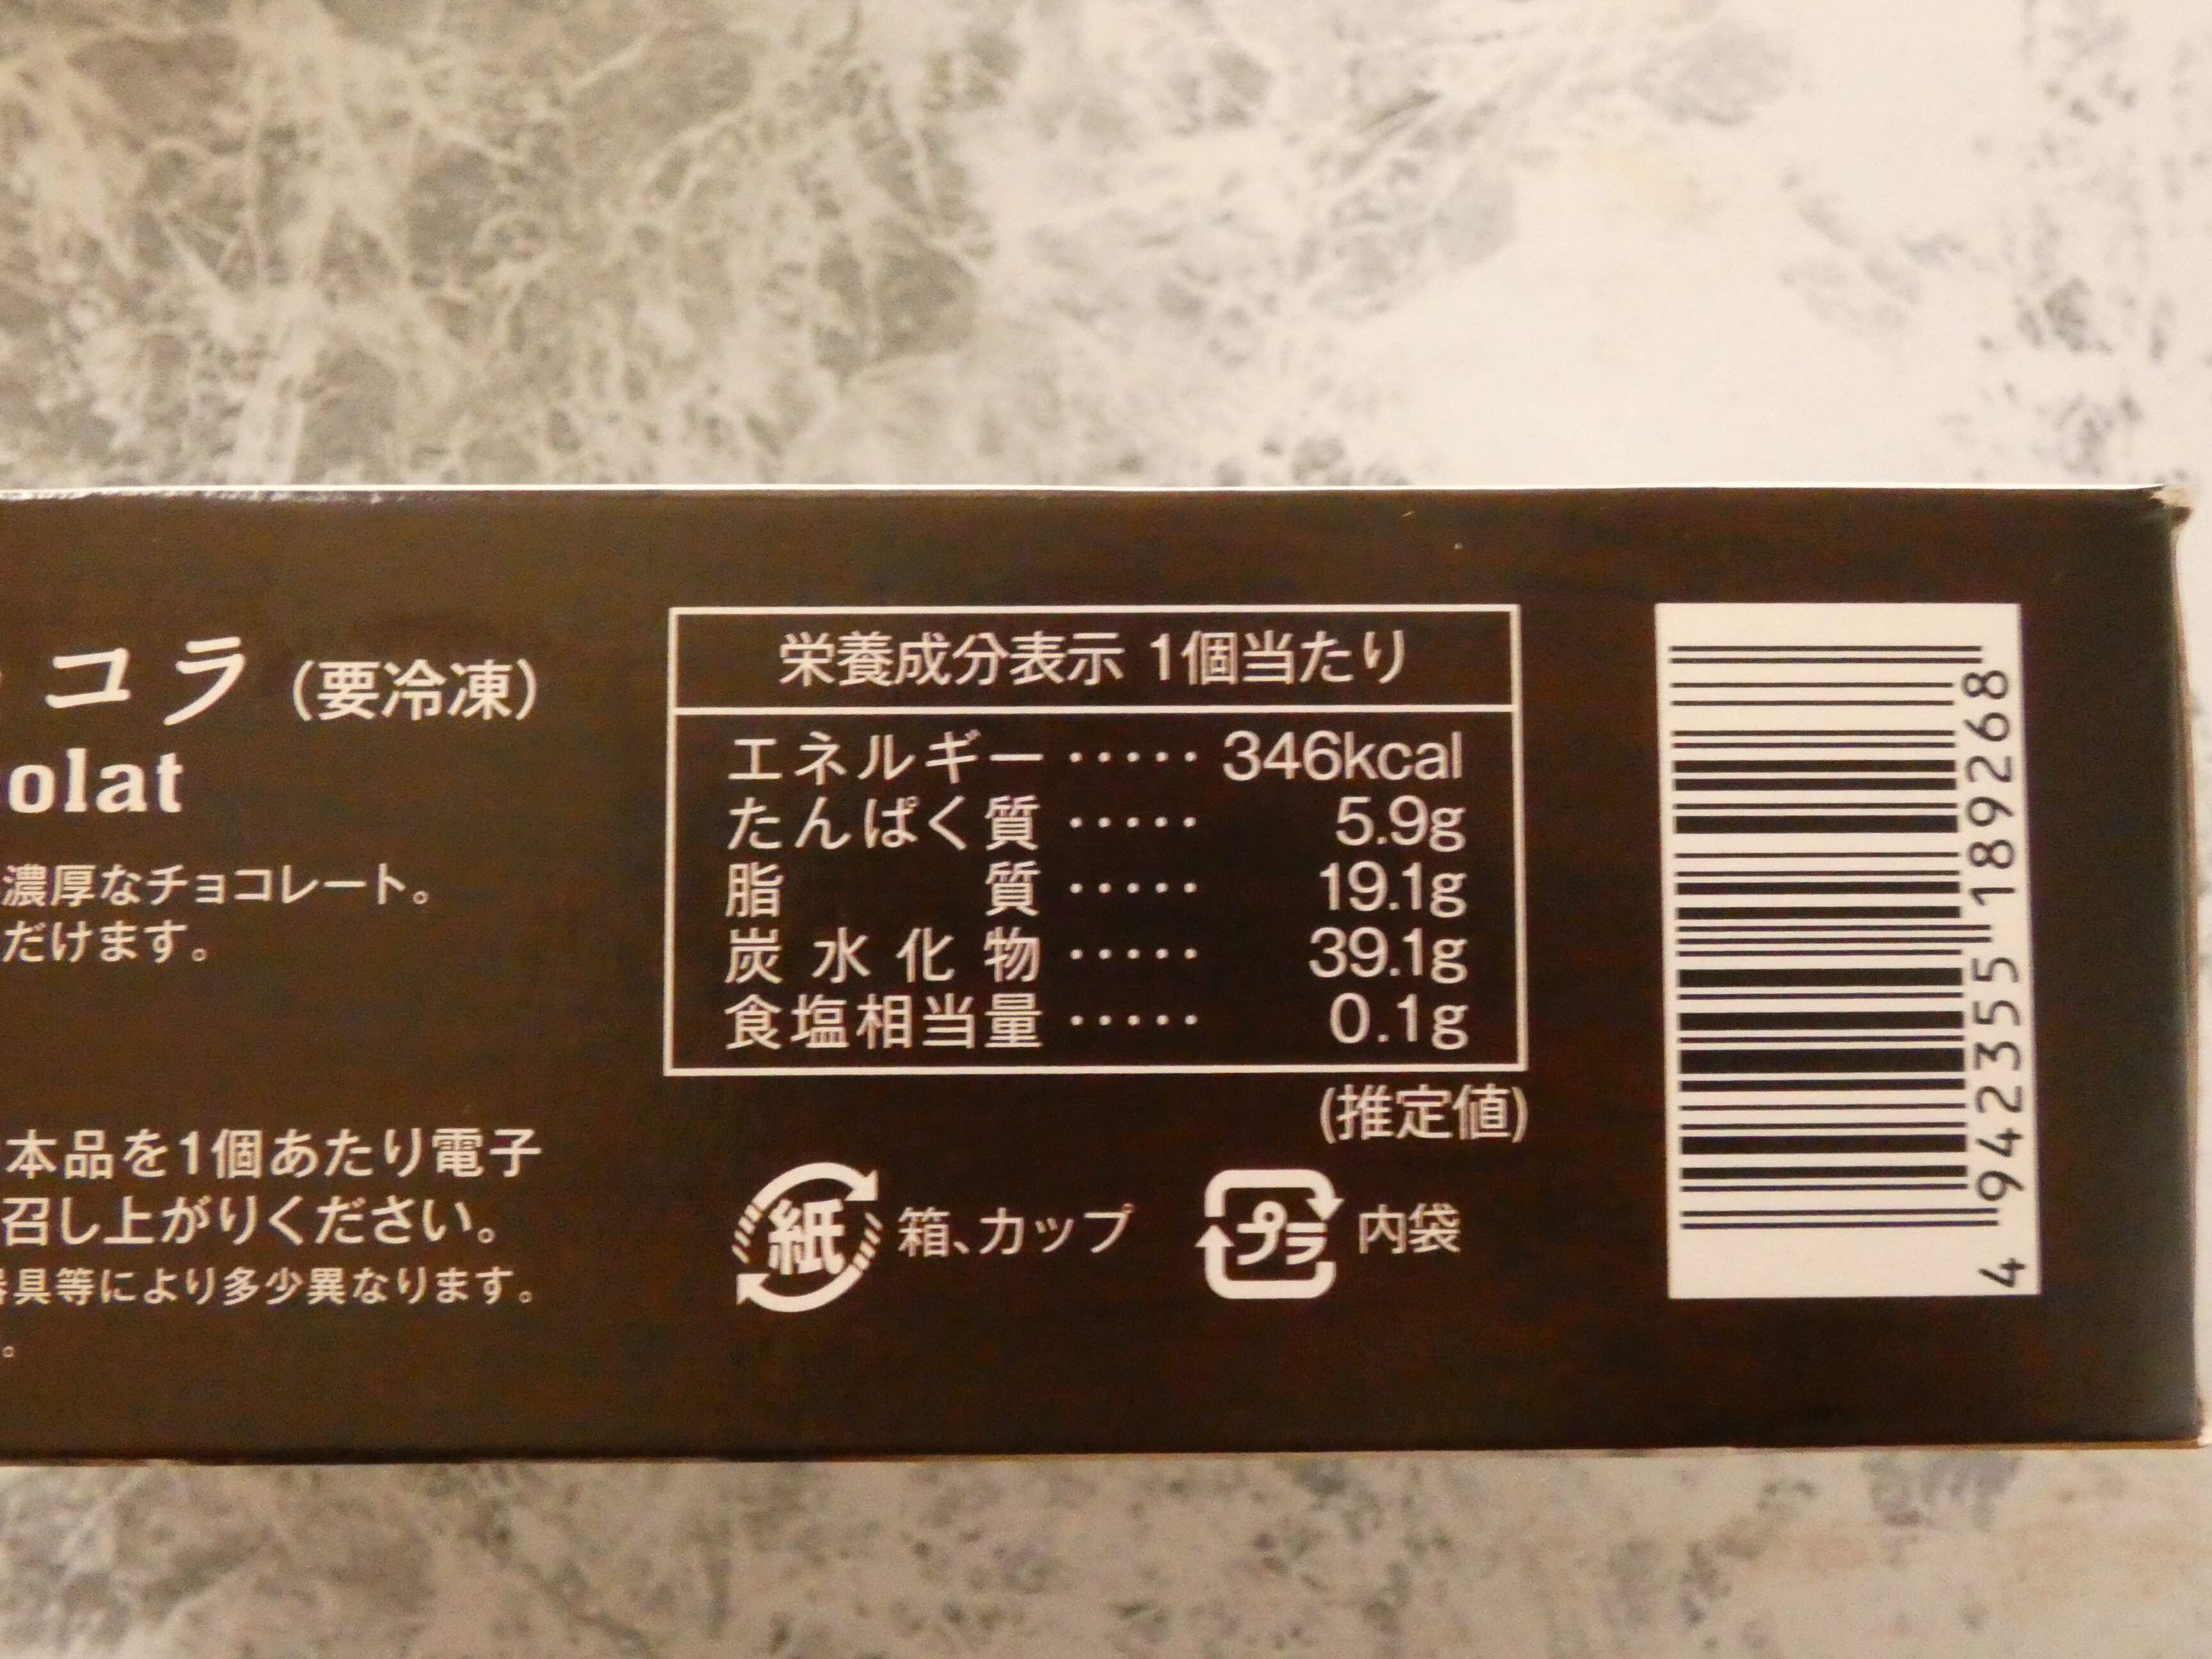 コラ（要冷凍）
olat
濃厚なチョコレート。
だけます。
本品を1個あたり電子
召し上がりください。
具等により多少異なります。
。
栄養成分表示 1個当たり
エネルギー ····· 346kcal
たんぱく質 ····· 5.9g
脂質 ····· 19.1g
炭水化物 ····· 39.1g
食塩相当量 ····· 0.1g
(推定値)
紙 箱、カップ
プラ 内袋
4 942355 189268